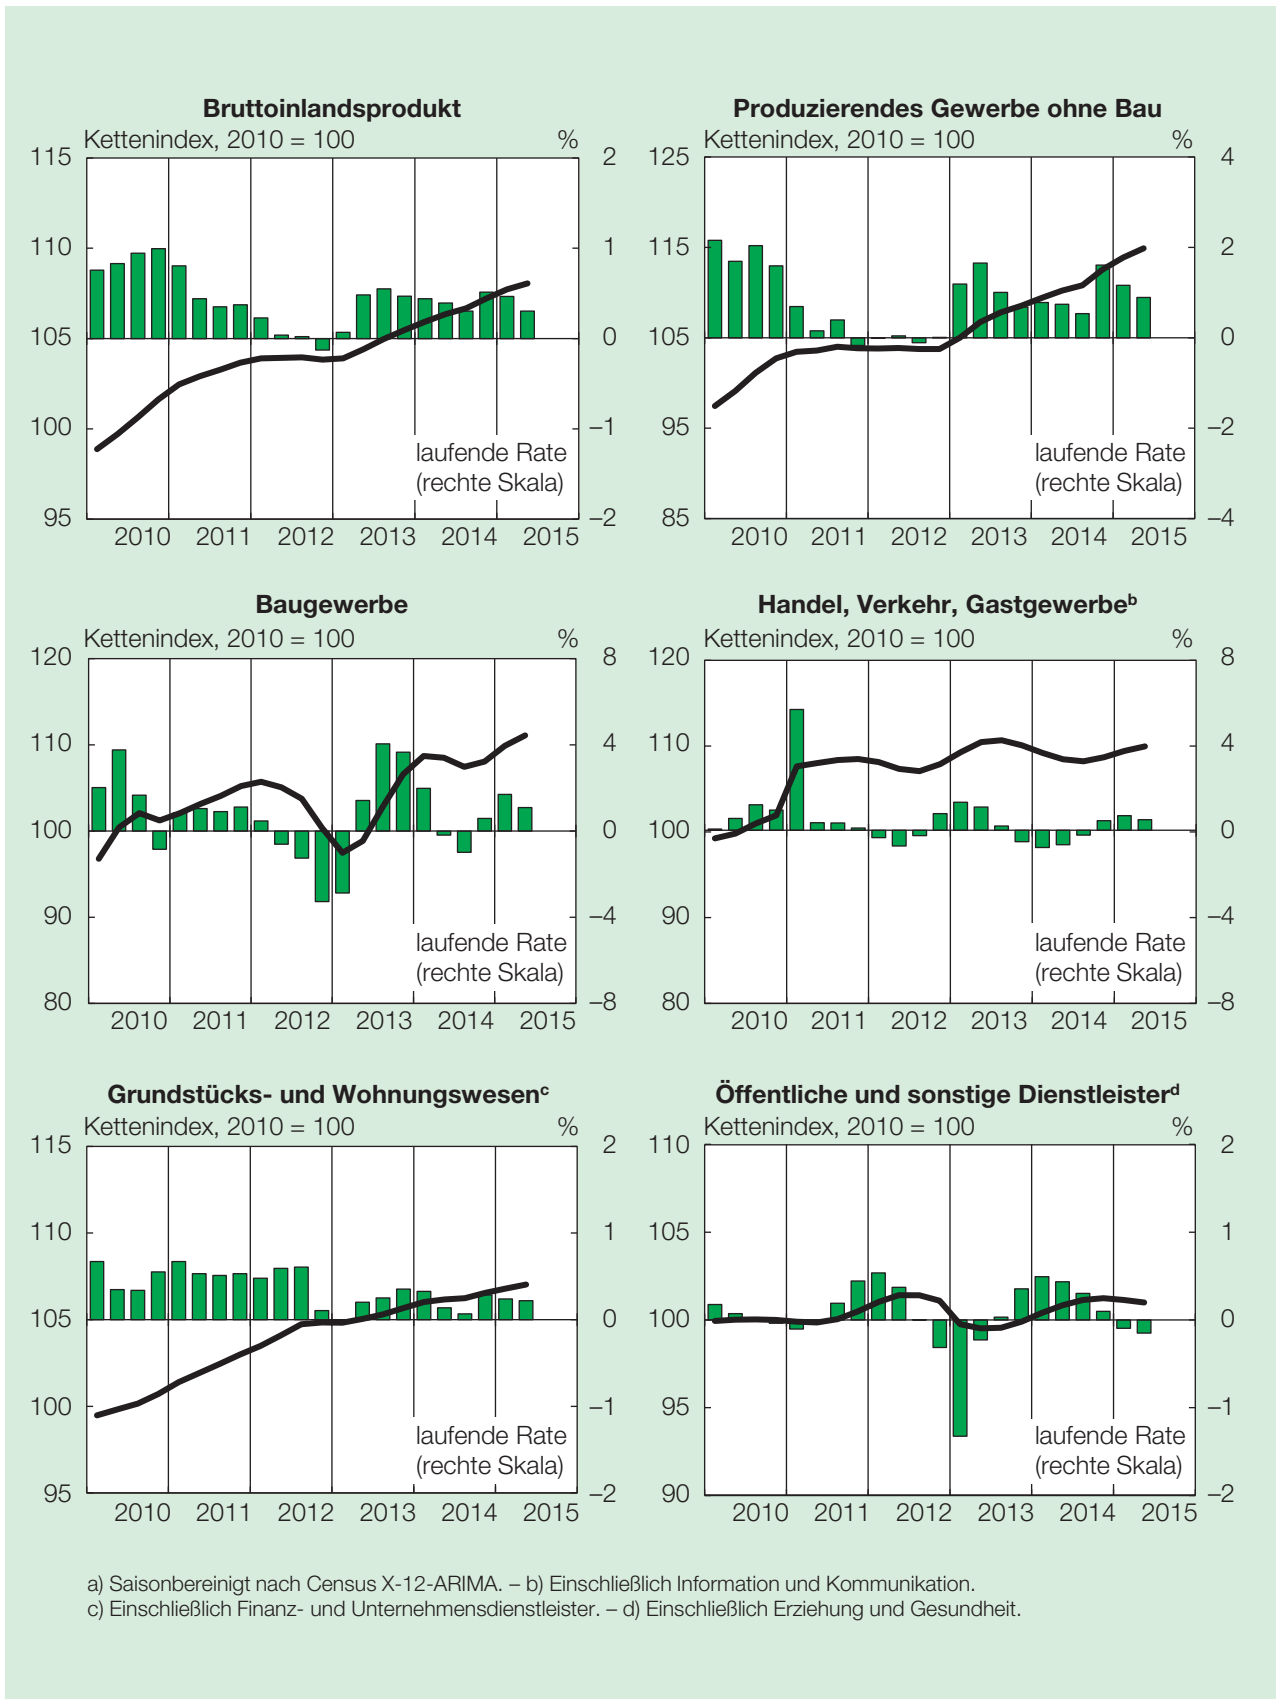 Bruttoinlandsprodukt
Kettenindex, 2010 = 100 %
115 2
110 1
105 0
100 –1
laufende Rate
(rechte Skala)
95 –2
2010 2011 2012 2013 2014 2015
Produzierendes Gewerbe ohne Bau
Kettenindex, 2010 = 100 %
125 4
115 2
105 0
95 –2
laufende Rate
(rechte Skala)
85 –4
2010 2011 2012 2013 2014 2015
Baugewerbe
Kettenindex, 2010 = 100 %
120 8
110 4
100 0
90 –4
laufende Rate
(rechte Skala)
80 –8
2010 2011 2012 2013 2014 2015
Handel, Verkehr, Gastgewerbeᵇ
Kettenindex, 2010 = 100 %
120 8
110 4
100 0
90 –4
laufende Rate
(rechte Skala)
80 –8
2010 2011 2012 2013 2014 2015
Grundstücks- und Wohnungswesenᶜ
Kettenindex, 2010 = 100 %
115 2
110 1
105 0
100 –1
laufende Rate
(rechte Skala)
95 –2
2010 2011 2012 2013 2014 2015
Öffentliche und sonstige Dienstleisterᵈ
Kettenindex, 2010 = 100 %
110 2
105 1
100 0
95 –1
laufende Rate
(rechte Skala)
90 –2
2010 2011 2012 2013 2014 2015
a) Saisonbereinigt nach Census X-12-ARIMA. – b) Einschließlich Information und Kommunikation.
c) Einschließlich Finanz- und Unternehmensdienstleister. – d) Einschließlich Erziehung und Gesundheit.